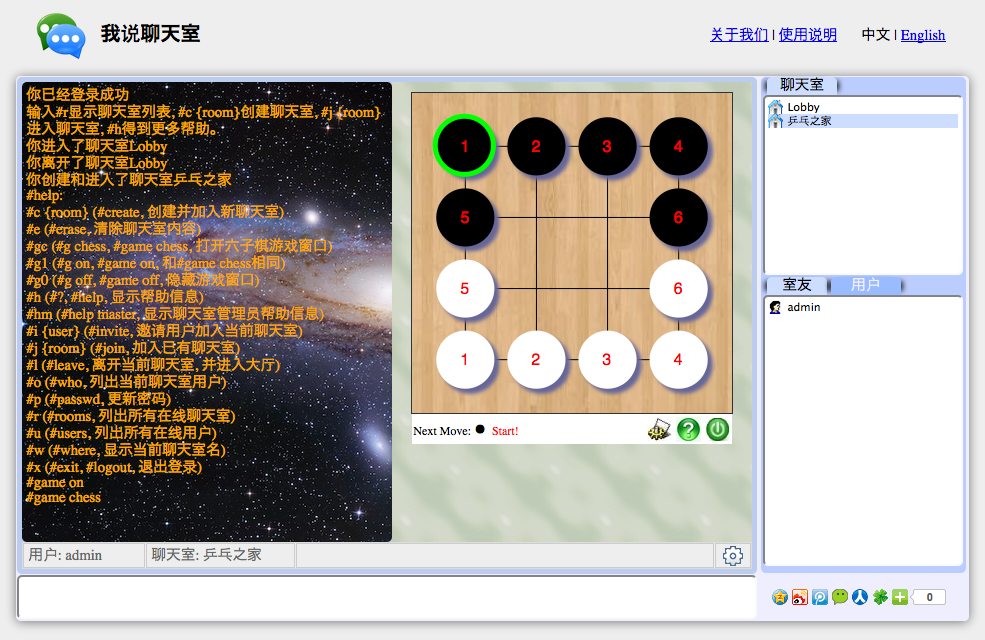 我说聊天室
关于我们 | 使用说明 中文 | English
你已经登录成功
输入#r显示聊天室列表, #c {room}创建聊天室, #j {room}
进入聊天室, #h得到更多帮助。
你进入了聊天室Lobby
你离开了聊天室Lobby
你创建和进入了聊天室乒乓之家
#help:
#c {room} (#create, 创建并加入新聊天室)
#e (#erase, 清除聊天室内容)
#gc (#g chess, #game chess, 打开六子棋游戏窗口)
#g1 (#g on, #game on, 和#game chess相同)
#g0 (#g off, #game off, 隐藏游戏窗口)
#h (#?, #help, 显示帮助信息)
#hm (#help master, 显示聊天室管理员帮助信息)
#i {user} (#invite, 邀请用户加入当前聊天室)
#j {room} (#join, 加入已有聊天室)
#l (#leave, 离开当前聊天室, 并进入大厅)
#o (#who, 列出当前聊天室用户)
#p (#passwd, 更新密码)
#r (#rooms, 列出所有在线聊天室)
#u (#users, 列出所有在线用户)
#w (#where, 显示当前聊天室名)
#x (#exit, #logout, 退出登录)
#game on
#game chess
1 2 3 4
5 6
5 6
1 2 3 4
Next Move: Start!
用户: admin
聊天室: 乒乓之家
聊天室
Lobby
乒乓之家
室友 用户
admin
0